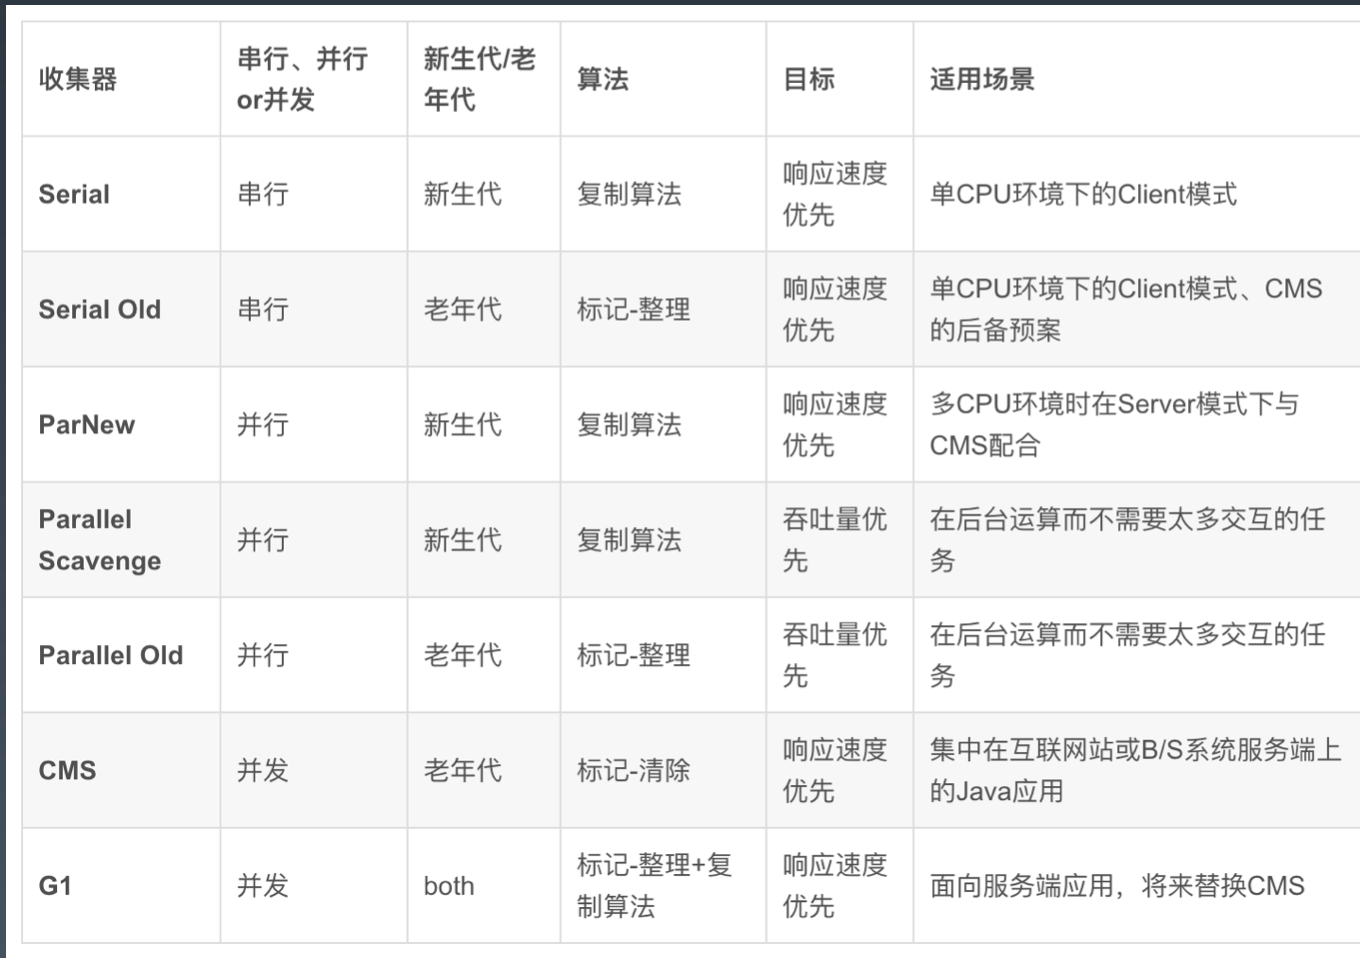 收集器
串行、并行
or并发
新生代/老
年代
算法
目标
适用场景
Serial
串行
新生代
复制算法
响应速度
优先
单CPU环境下的Client模式
Serial Old
串行
老年代
标记-整理
响应速度
优先
单CPU环境下的Client模式、CMS
的后备预案
ParNew
并行
新生代
复制算法
响应速度
优先
多CPU环境时在Server模式下与
CMS配合
Parallel
Scavenge
并行
新生代
复制算法
吞吐量优
先
在后台运算而不需要太多交互的任
务
Parallel Old
并行
老年代
标记-整理
吞吐量优
先
在后台运算而不需要太多交互的任
务
CMS
并发
老年代
标记-清除
响应速度
优先
集中在互联网站或B/S系统服务端上
的Java应用
G1
并发
both
标记-整理+复
制算法
响应速度
优先
面向服务端应用，将来替换CMS